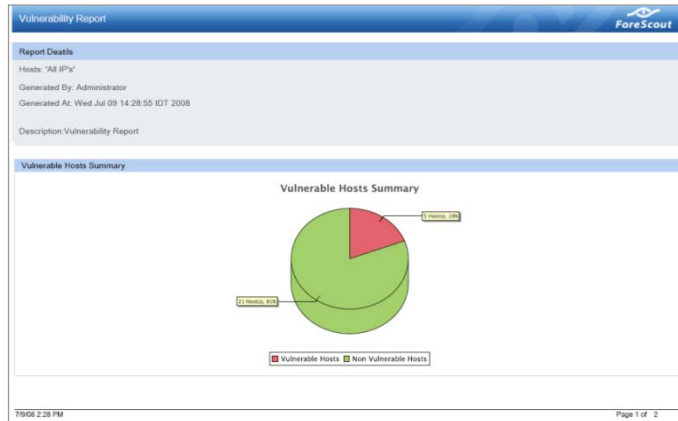 Vulnerability Report
ForeScout
Report Deatils
Hosts: 'All IP's'
Generated By: Administrator
Generated At: Wed Jul 09 14:28:55 IDT 2008
Description:Vulnerability Report
Vulnerable Hosts Summary
Vulnerable Hosts Summary
5 Host(s), 19%
21 Host(s), 81%
Vulnerable Hosts Non Vulnerable Hosts
7/9/08 2:28 PM
Page 1 of 2